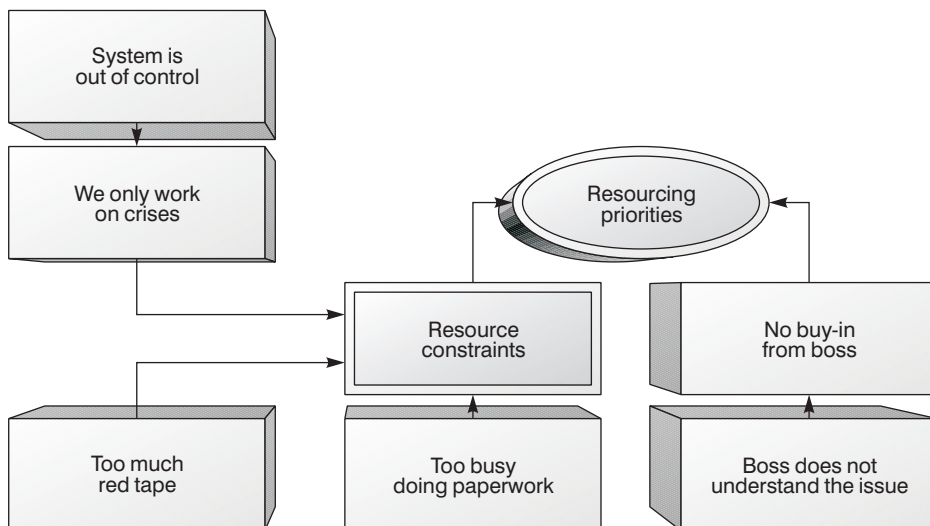 System is
out of control
We only work
on crises
Resourcing
priorities
Resource
constraints
No buy-in
from boss
Too much
red tape
Too busy
doing paperwork
Boss does not
understand the issue